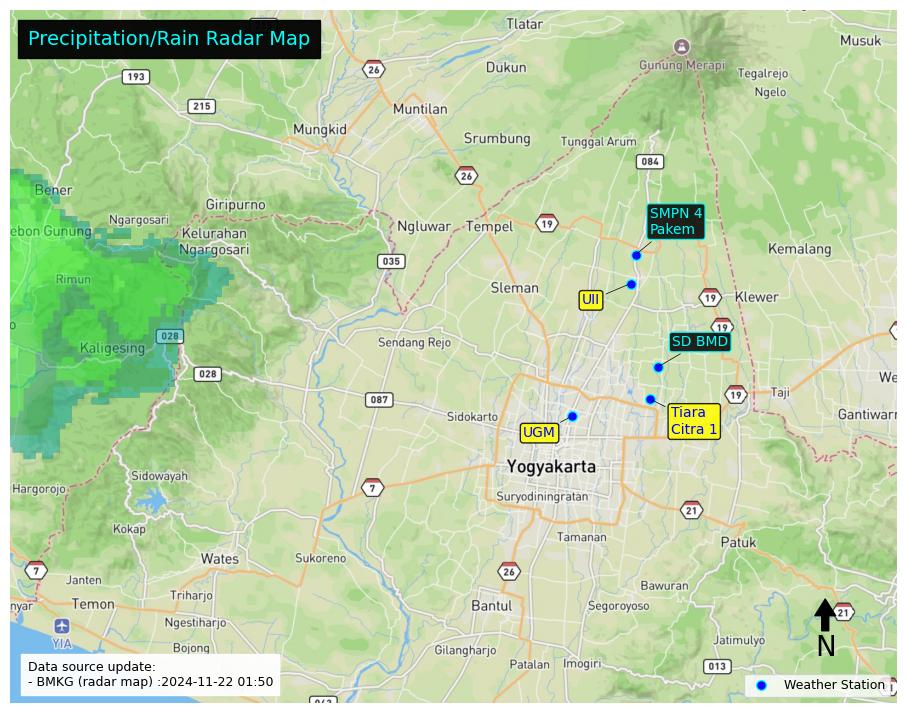 Precipitation/Rain Radar Map
Tlatar
Musuk
Gunung Merapi
26
Dukun
Tegalrejo
193
Ngelo
215
Muntilan
Mungkid
Srumbung
Tunggal Arum
084
26
Bener
Giripurno
SMPN 4
Pakem
Ngargosari
Ngluwar
Tempel
19
ebon Gunung
Kelurahan
Ngargosari
Kemalang
035
Rimun
Sleman
UII
19
Klewer
19
028
Sendang Rejo
SD BMD
Kaligesing
028
We
Taji
19
087
Sidokarto
Tiara
Citra 1
Gantiwarn
UGM
Yogyakarta
Sidowayah
Hargorojo
7
Suryodiningratan
21
Kokap
Tamanan
Patuk
Wates
Sukoreno
7
26
Janten
Bawuran
Triharjo
nyar
Temon
Bantul
Segoroyoso
21
Ngestiharjo
YIA
Jatimulyo
N
Bojong
Gilangharjo
Patalan
Imogiri
013
Data source update:
- BMKG (radar map) :2024-11-22 01:50
Weather Station